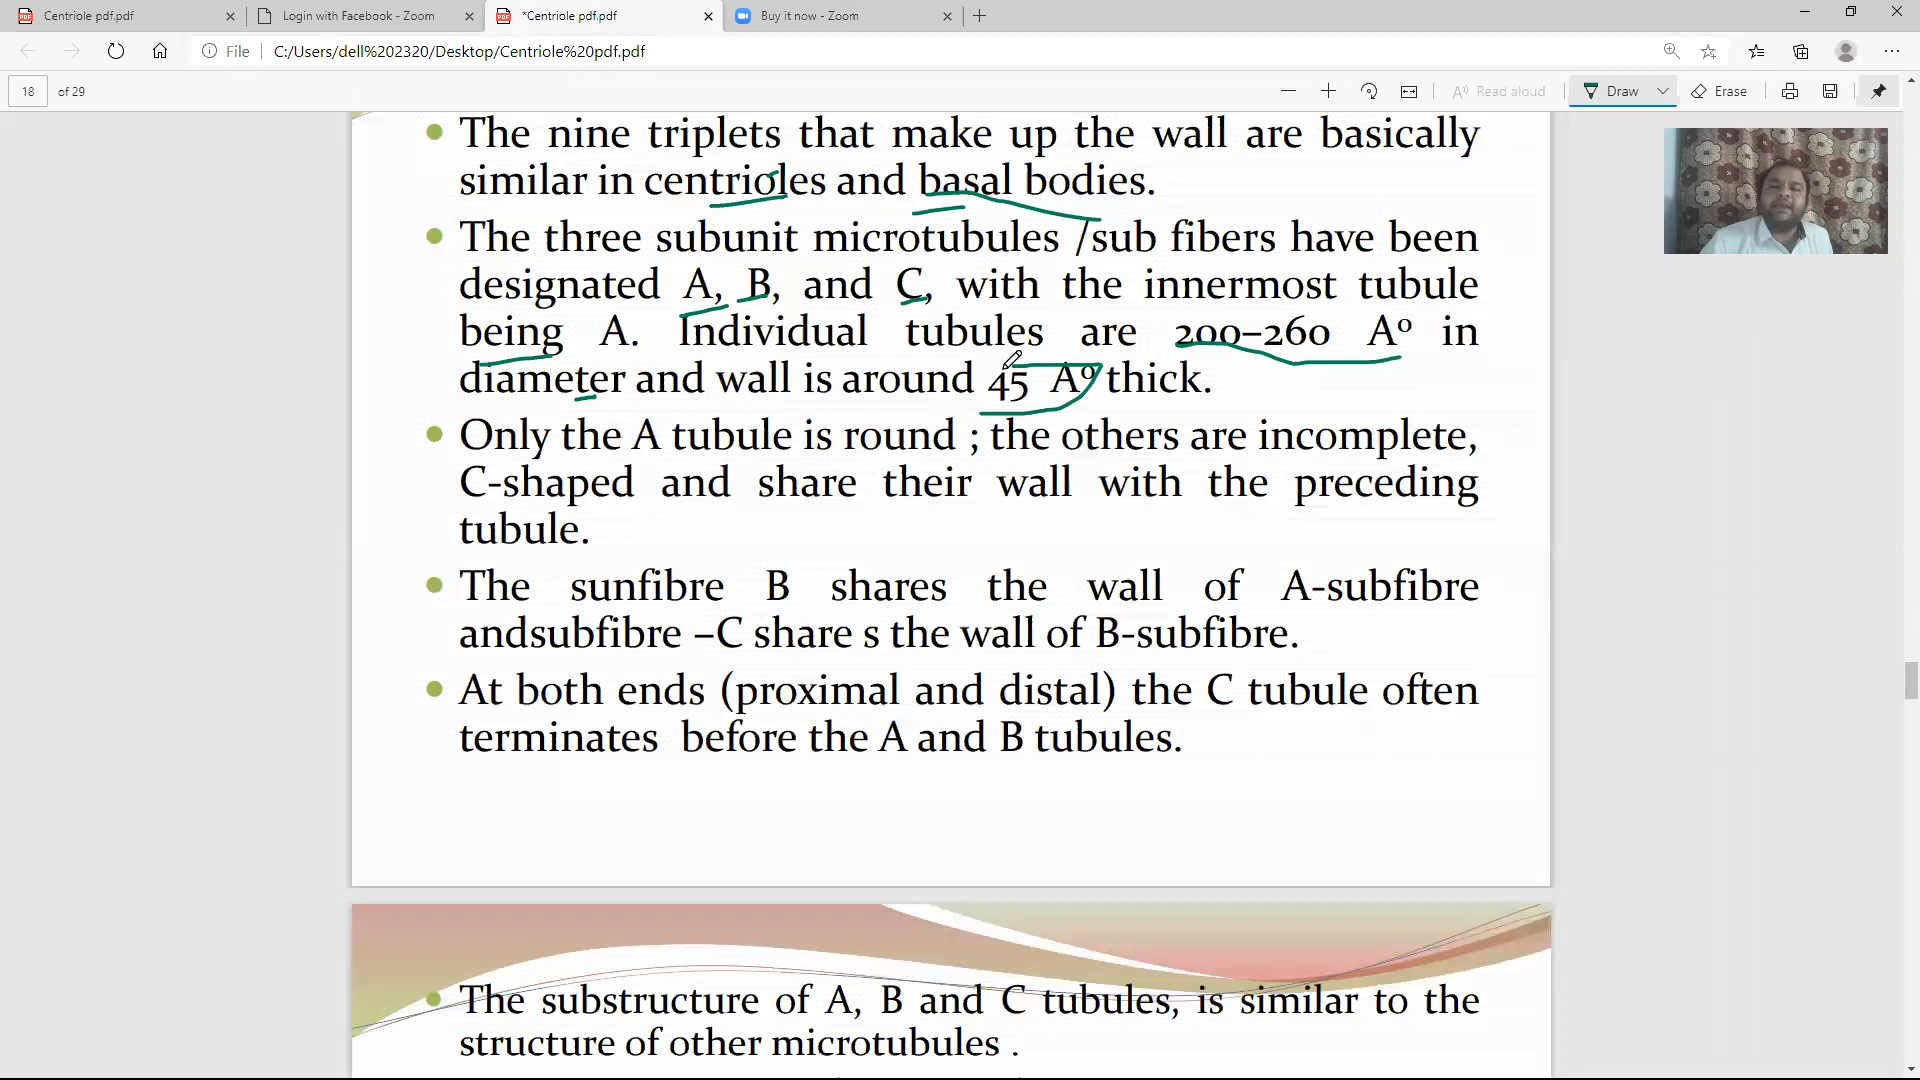 Centriole pdf.pdf
Login with Facebook - Zoom
*Centriole pdf.pdf
Buy it now - Zoom
File
C:/Users/dell%202320/Desktop/Centriole%20pdf.pdf
18 of 29
Read aloud
Draw
Erase
The nine triplets that make up the wall are basically
similar in centrioles and basal bodies.
The three subunit microtubules /sub fibers have been
designated A, B, and C, with the innermost tubule
being A. Individual tubules are 200–260 A⁰ in
diameter and wall is around 45 A⁰ thick.
Only the A tubule is round ; the others are incomplete,
C-shaped and share their wall with the preceding
tubule.
The sunfibre B shares the wall of A-subfibre
andsubfibre –C share s the wall of B-subfibre.
At both ends (proximal and distal) the C tubule often
terminates before the A and B tubules.
The substructure of A, B and C tubules, is similar to the
structure of other microtubules .